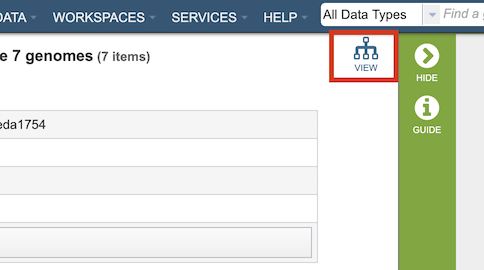 DATA WORKSPACES SERVICES HELP All Data Types Find a
e 7 genomes (7 items)
VIEW
HIDE
eda1754
GUIDE